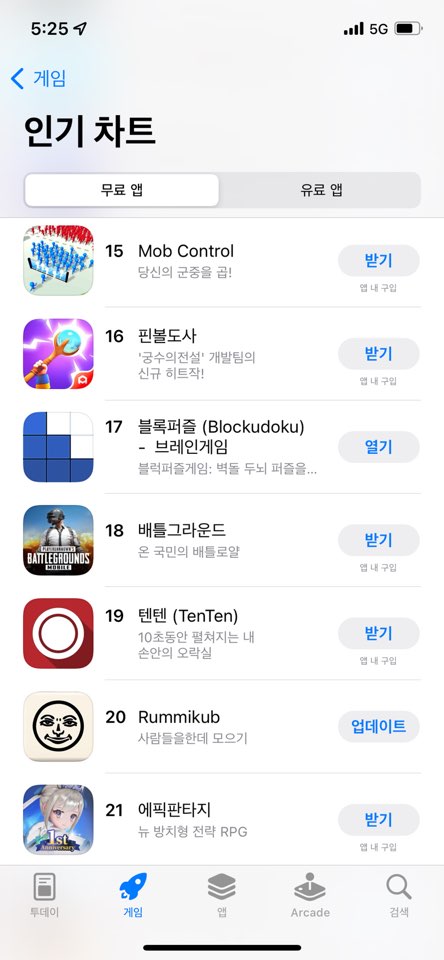 5:25
5G
게임
인기 차트
무료 앱
유료 앱
15
Mob Control
당신의 군중을 곱!
받기
앱 내 구입
16
핀볼도사
'궁수의전설' 개발팀의
신규 히트작!
받기
앱 내 구입
17
블록퍼즐 (Blockudoku)
- 브레인게임
블럭퍼즐게임: 벽돌 두뇌 퍼즐을...
열기
PLAYERUNKNOWN'S
BATTLEGROUNDS
MOBILE
18
배틀그라운드
온 국민의 배틀로얄
받기
앱 내 구입
19
텐텐 (TenTen)
10초동안 펼쳐지는 내
손안의 오락실
받기
앱 내 구입
20
Rummikub
사람들을한데 모으기
업데이트
1st
Anniversary
21
에픽판타지
뉴 방치형 전략 RPG
받기
앱 내 구입
투데이
게임
앱
Arcade
검색